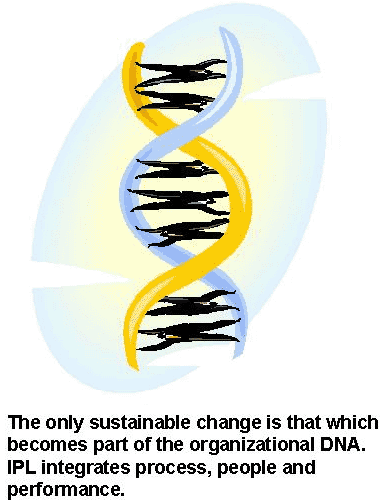 The only sustainable change is that which
becomes part of the organizational DNA.
IPL integrates process, people and
performance.